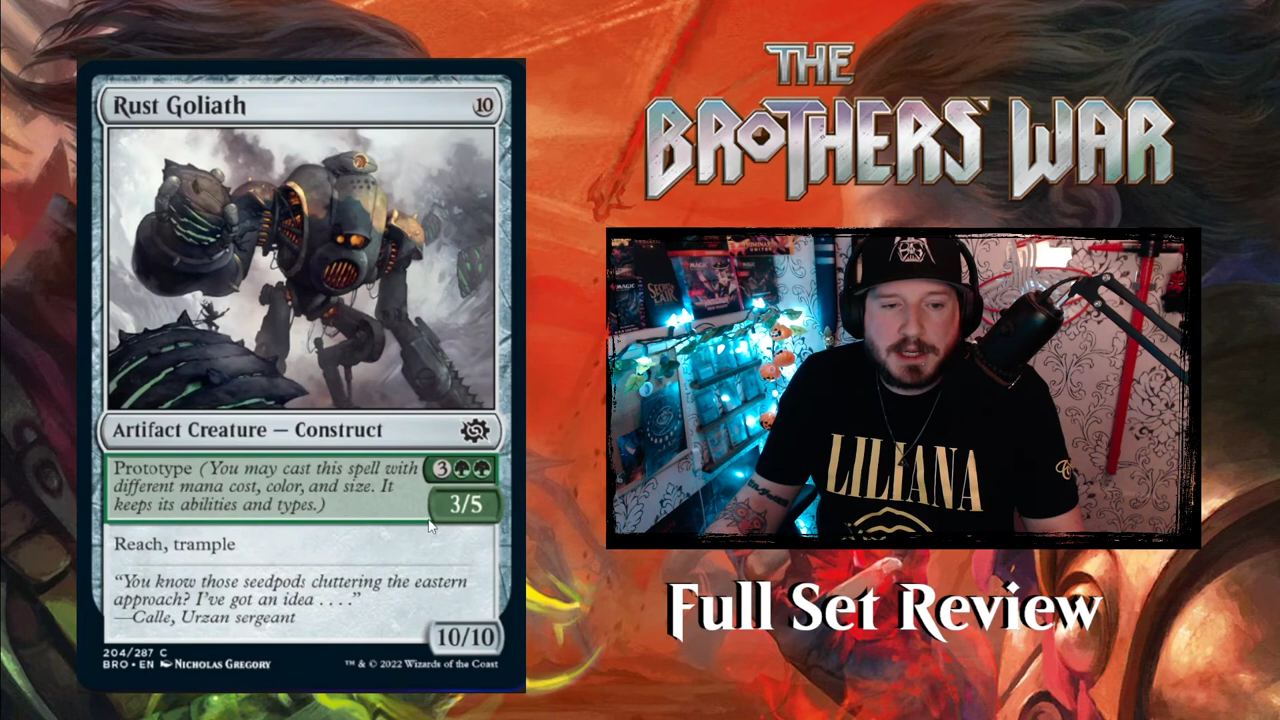 Rust Goliath 10
Artifact Creature — Construct
Prototype (You may cast this spell with 3
different mana cost, color, and size. It
keeps its abilities and types.) 3/5
Reach, trample
“You know those seedpods cluttering the eastern
approach? I’ve got an idea . . . .”
—Calle, Urzan sergeant
10/10
204/287 C
BRO • EN Nicholas Gregory
™ & © 2022 Wizards of the Coast
THE
BROTHERS' WAR
MAGIC
SECRET
LAIR
LILIANA
Full Set Review